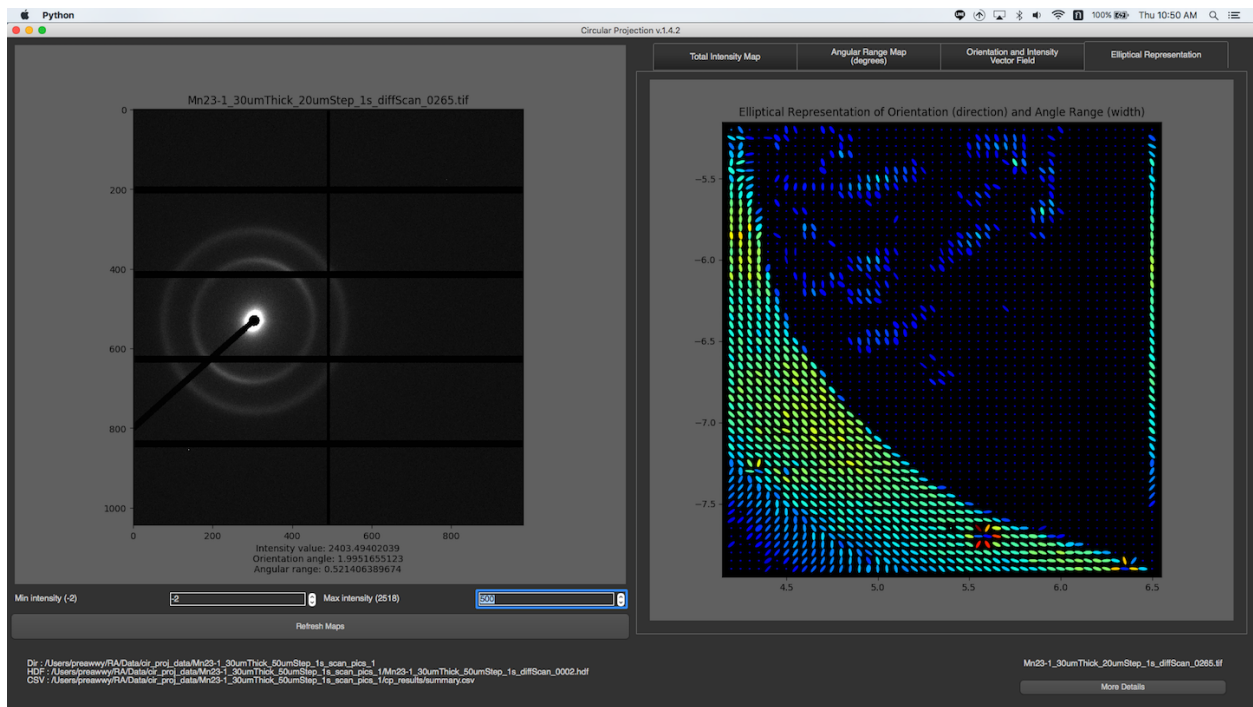 Python
100%
Thu 10:50 AM
Circular Projection v.1.4.2
Total Intensity Map
Angular Range Map
(degrees)
Orientation and Intensity
Vector Field
Elliptical Representation
Mn23-1_30umThick_20umStep_1s_diffScan_0265.tif
0
200
400
600
800
1000
0
200
400
600
800
Intensity value: 2403.49402039
Orientation angle: 1.9951655123
Angular range: 0.521406389674
Elliptical Representation of Orientation (direction) and Angle Range (width)
−5.5
−6.0
−6.5
−7.0
−7.5
4.5
5.0
5.5
6.0
6.5
Min intensity (-2)
-2
Max intensity (2518)
500
Refresh Maps
Dir : /Users/preawwy/RA/Data/cir_proj_data/Mn23-1_30umThick_50umStep_1s_scan_pics_1
HDF : /Users/preawwy/RA/Data/cir_proj_data/Mn23-1_30umThick_50umStep_1s_scan_pics_1/Mn23-1_30umThick_50umStep_1s_diffScan_0002.hdf
CSV : /Users/preawwy/RA/Data/cir_proj_data/Mn23-1_30umThick_50umStep_1s_scan_pics_1/cp_results/summary.csv
Mn23-1_30umThick_20umStep_1s_diffScan_0265.tif
More Details